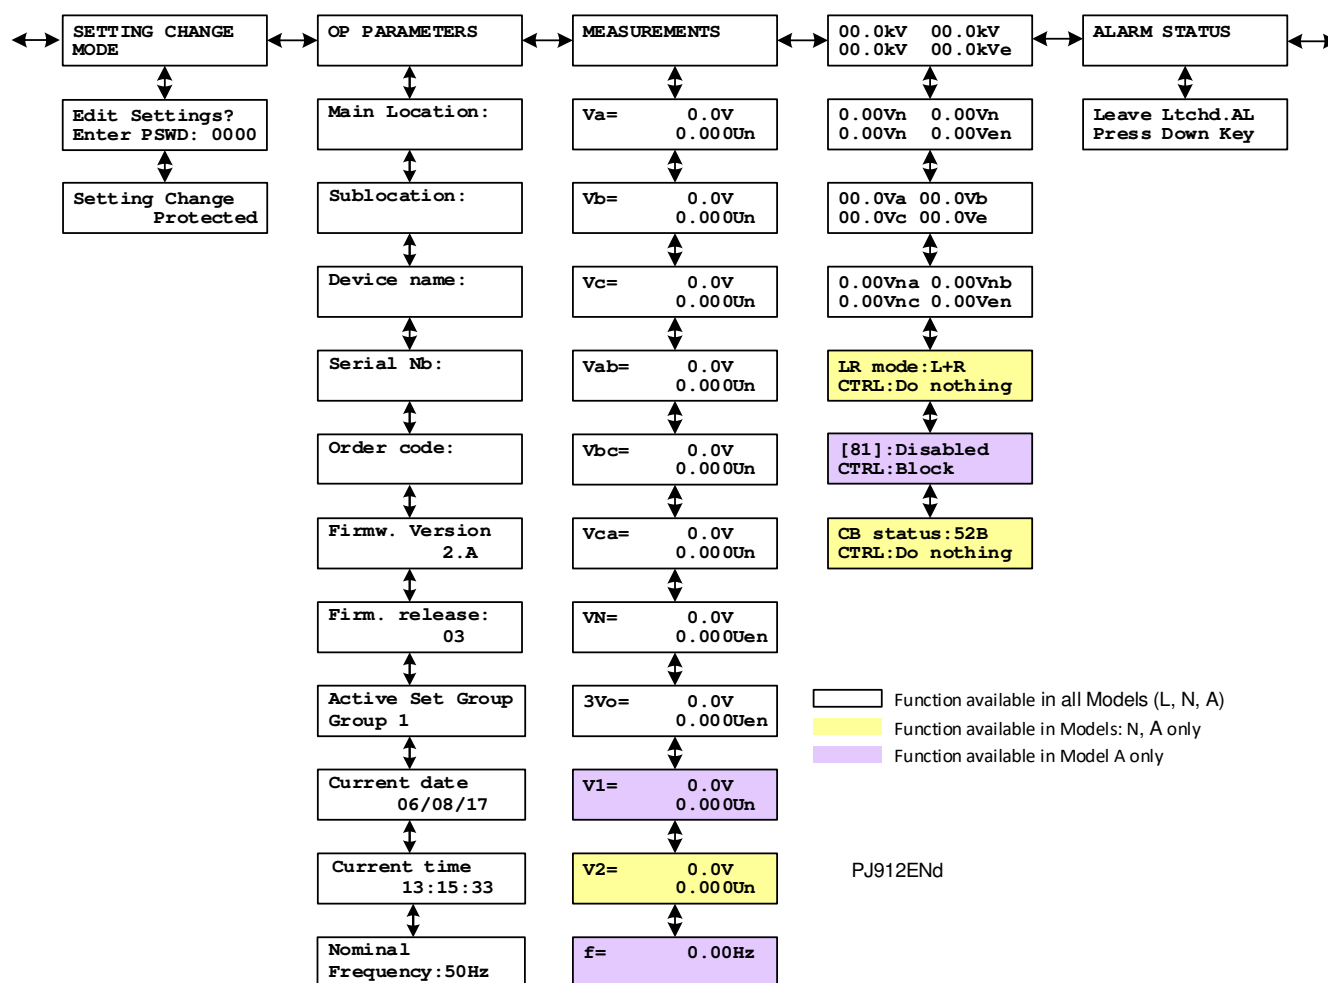 SETTING CHANGE
MODE
Edit Settings?
Enter PSWD: 0000
Setting Change
Protected
OP PARAMETERS
Main Location:
Sublocation:
Device name:
Serial Nb:
Order code:
Firmw. Version
2.A
Firm. release:
03
Active Set Group
Group 1
Current date
06/08/17
Current time
13:15:33
Nominal
Frequency:50Hz
MEASUREMENTS
Va= 0.0V
0.000Un
Vb= 0.0V
0.000Un
Vc= 0.0V
0.000Un
Vab= 0.0V
0.000Un
Vbc= 0.0V
0.000Un
Vca= 0.0V
0.000Un
VN= 0.0V
0.000Uen
3Vo= 0.0V
0.000Uen
V1= 0.0V
0.000Un
V2= 0.0V
0.000Un
f= 0.00Hz
00.0kV 00.0kV
00.0kV 00.0kVe
0.00Vn 0.00Vn
0.00Vn 0.00Ven
00.0Va 00.0Vb
00.0Vc 00.0Ve
0.00Vna 0.00Vnb
0.00Vnc 0.00Ven
LR mode:L+R
CTRL:Do nothing
[81]:Disabled
CTRL:Block
CB status:52B
CTRL:Do nothing
ALARM STATUS
Leave Ltchd.AL
Press Down Key
Function available in all Models (L, N, A)
Function available in Models: N, A only
Function available in Model A only
PJ912ENd